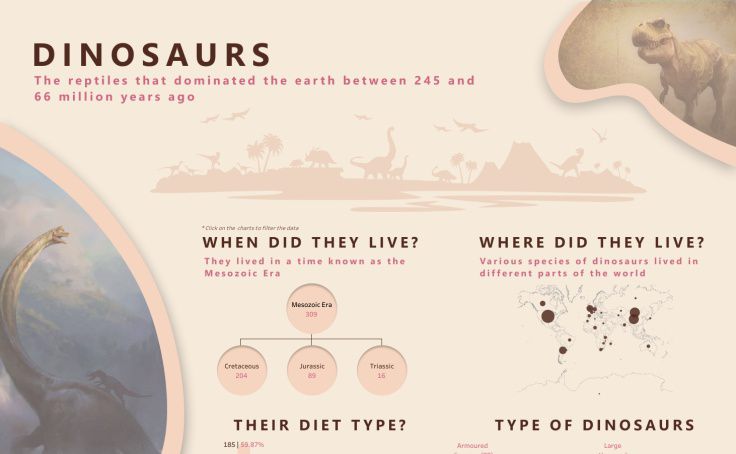 DINOSAURS
The reptiles that dominated the earth between 245 and
66 million years ago
* Click on the charts to filter the data
WHEN DID THEY LIVE?
They lived in a time known as the
Mesozoic Era
Mesozoic Era
309
Cretaceous
204
Jurassic
89
Triassic
16
WHERE DID THEY LIVE?
Various species of dinosaurs lived in
different parts of the world
THEIR DIET TYPE?
185 | 59.87%
TYPE OF DINOSAURS
Armoured
Large